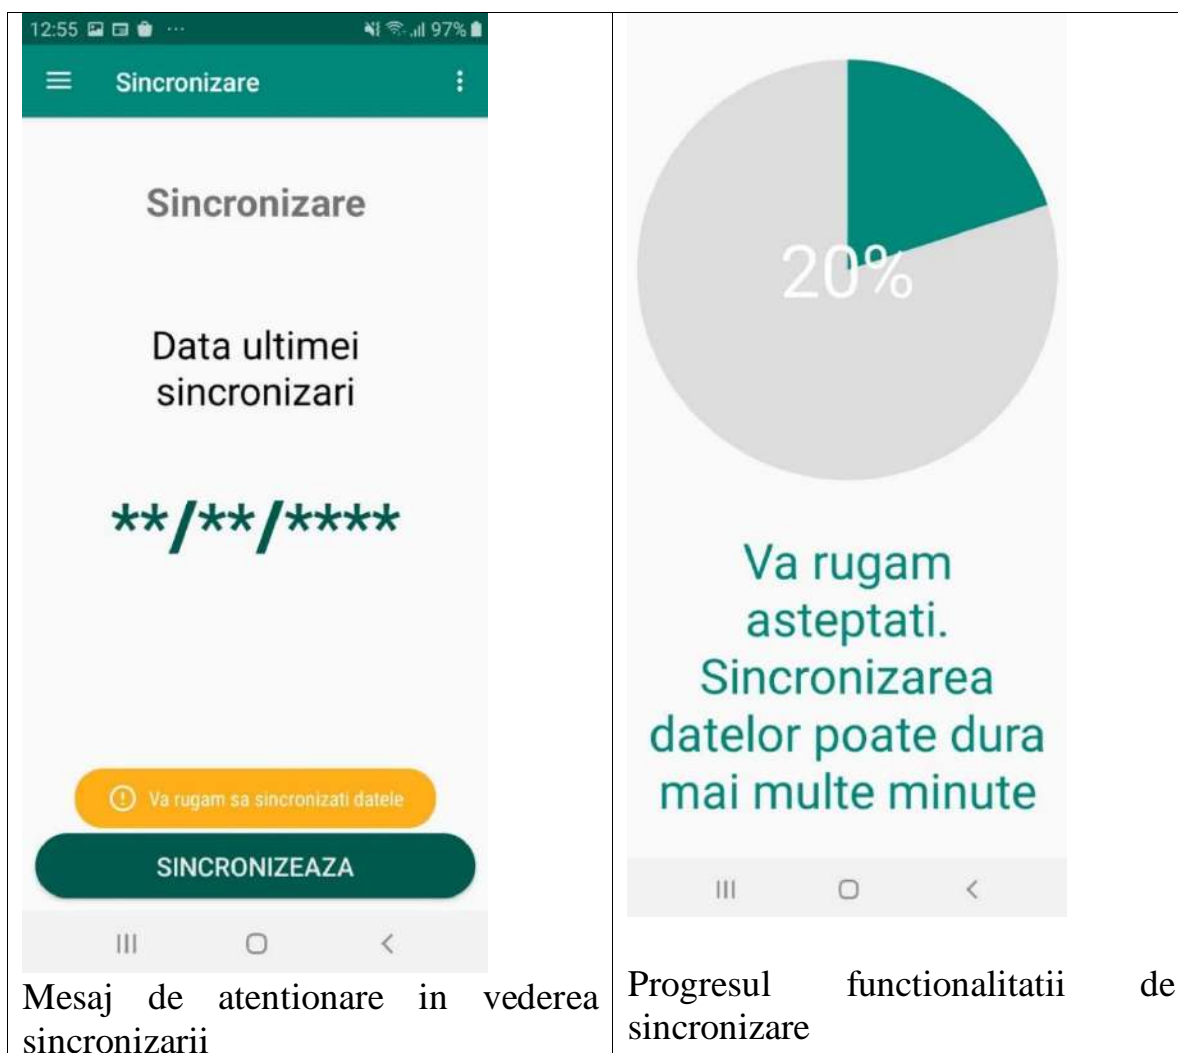 12:55 ... 97%
Sincronizare
Sincronizare
Data ultimei
sincronizari
**/**/****
Va rugam sa sincronizati datele
SINCRONIZEAZA
Mesaj de atentionare in vederea
sincronizarii
20%
Va rugam
asteptati.
Sincronizarea
datelor poate dura
mai multe minute
Progresul functionalitatii de
sincronizare